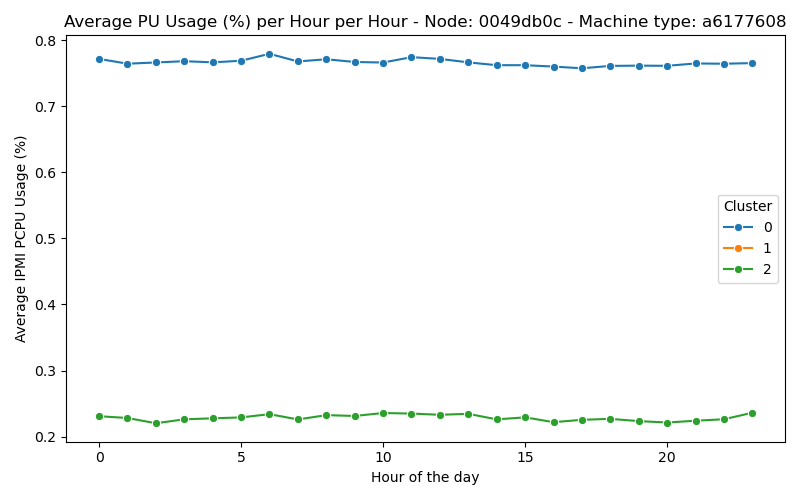 Average PU Usage (%) per Hour per Hour - Node: 0049db0c - Machine type: a6177608
0.8
0.7
0.6
0.5
0.4
0.3
0.2
Average IPMI PCPU Usage (%)
Cluster
0
1
2
0 5 10 15 20
Hour of the day